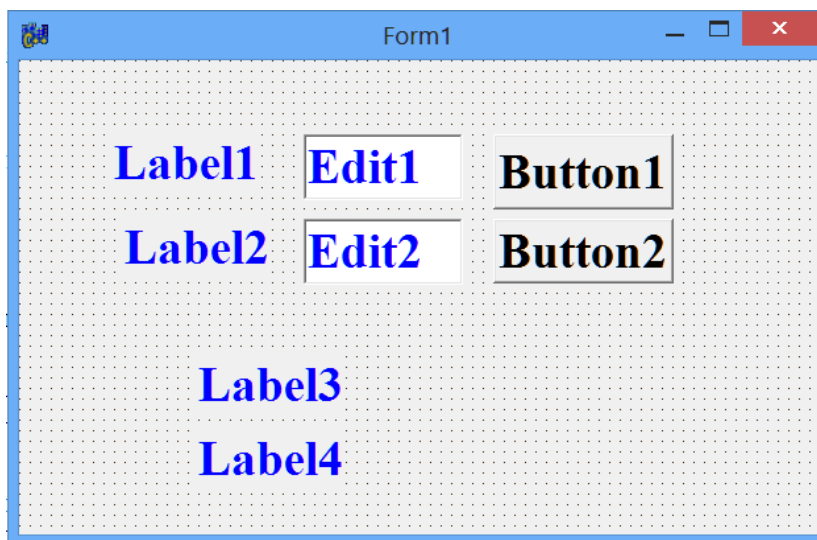 Form1
Label1 Edit1 Button1
Label2 Edit2 Button2
Label3
Label4